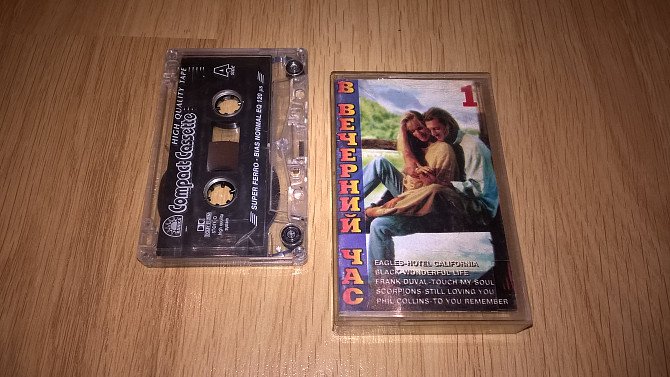 HIGH QUALITY TAPE
Compact Cassette
A
side
SUPER FERRO - BIAS NORMAL EQ 120 µs
В ВЕЧЕРНИЙ ЧАС
1
EAGLES-HOTEL CALIFORNIA
BLACK-WONDERFUL LIFE
FRANK DUVAL-TOUCH MY SOUL
SCORPIONS-STILL LOVING YOU
PHIL COLLINS-TO YOU REMEMBER